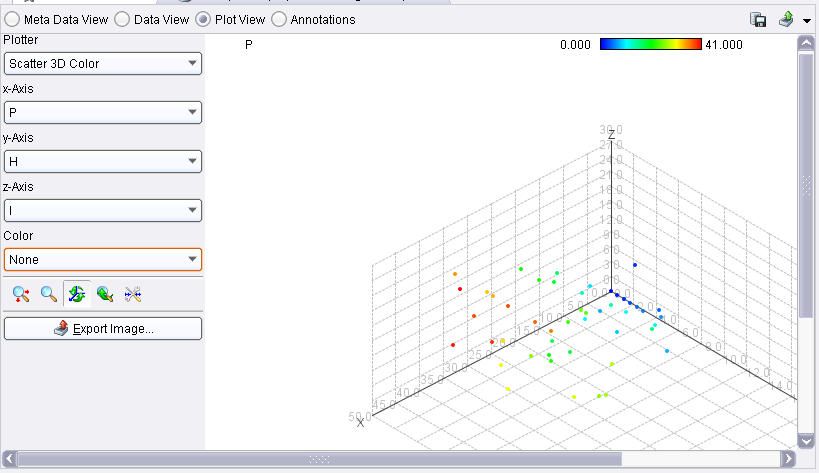 Meta Data View Data View Plot View Annotations
Plotter
P 0.000 41.000
Scatter 3D Color
x-Axis
P
y-Axis
H
z-Axis
I
Color
None
Export Image...
Z
30.0
27.0
24.0
21.0
18.0
15.0
12.0
9.0
6.0
3.0
0.0
5.0
10.0
15.0
20.0
25.0
30.0
35.0
40.0
45.0
50.0
X
6.0
8.0
10.0
12.0
14.0